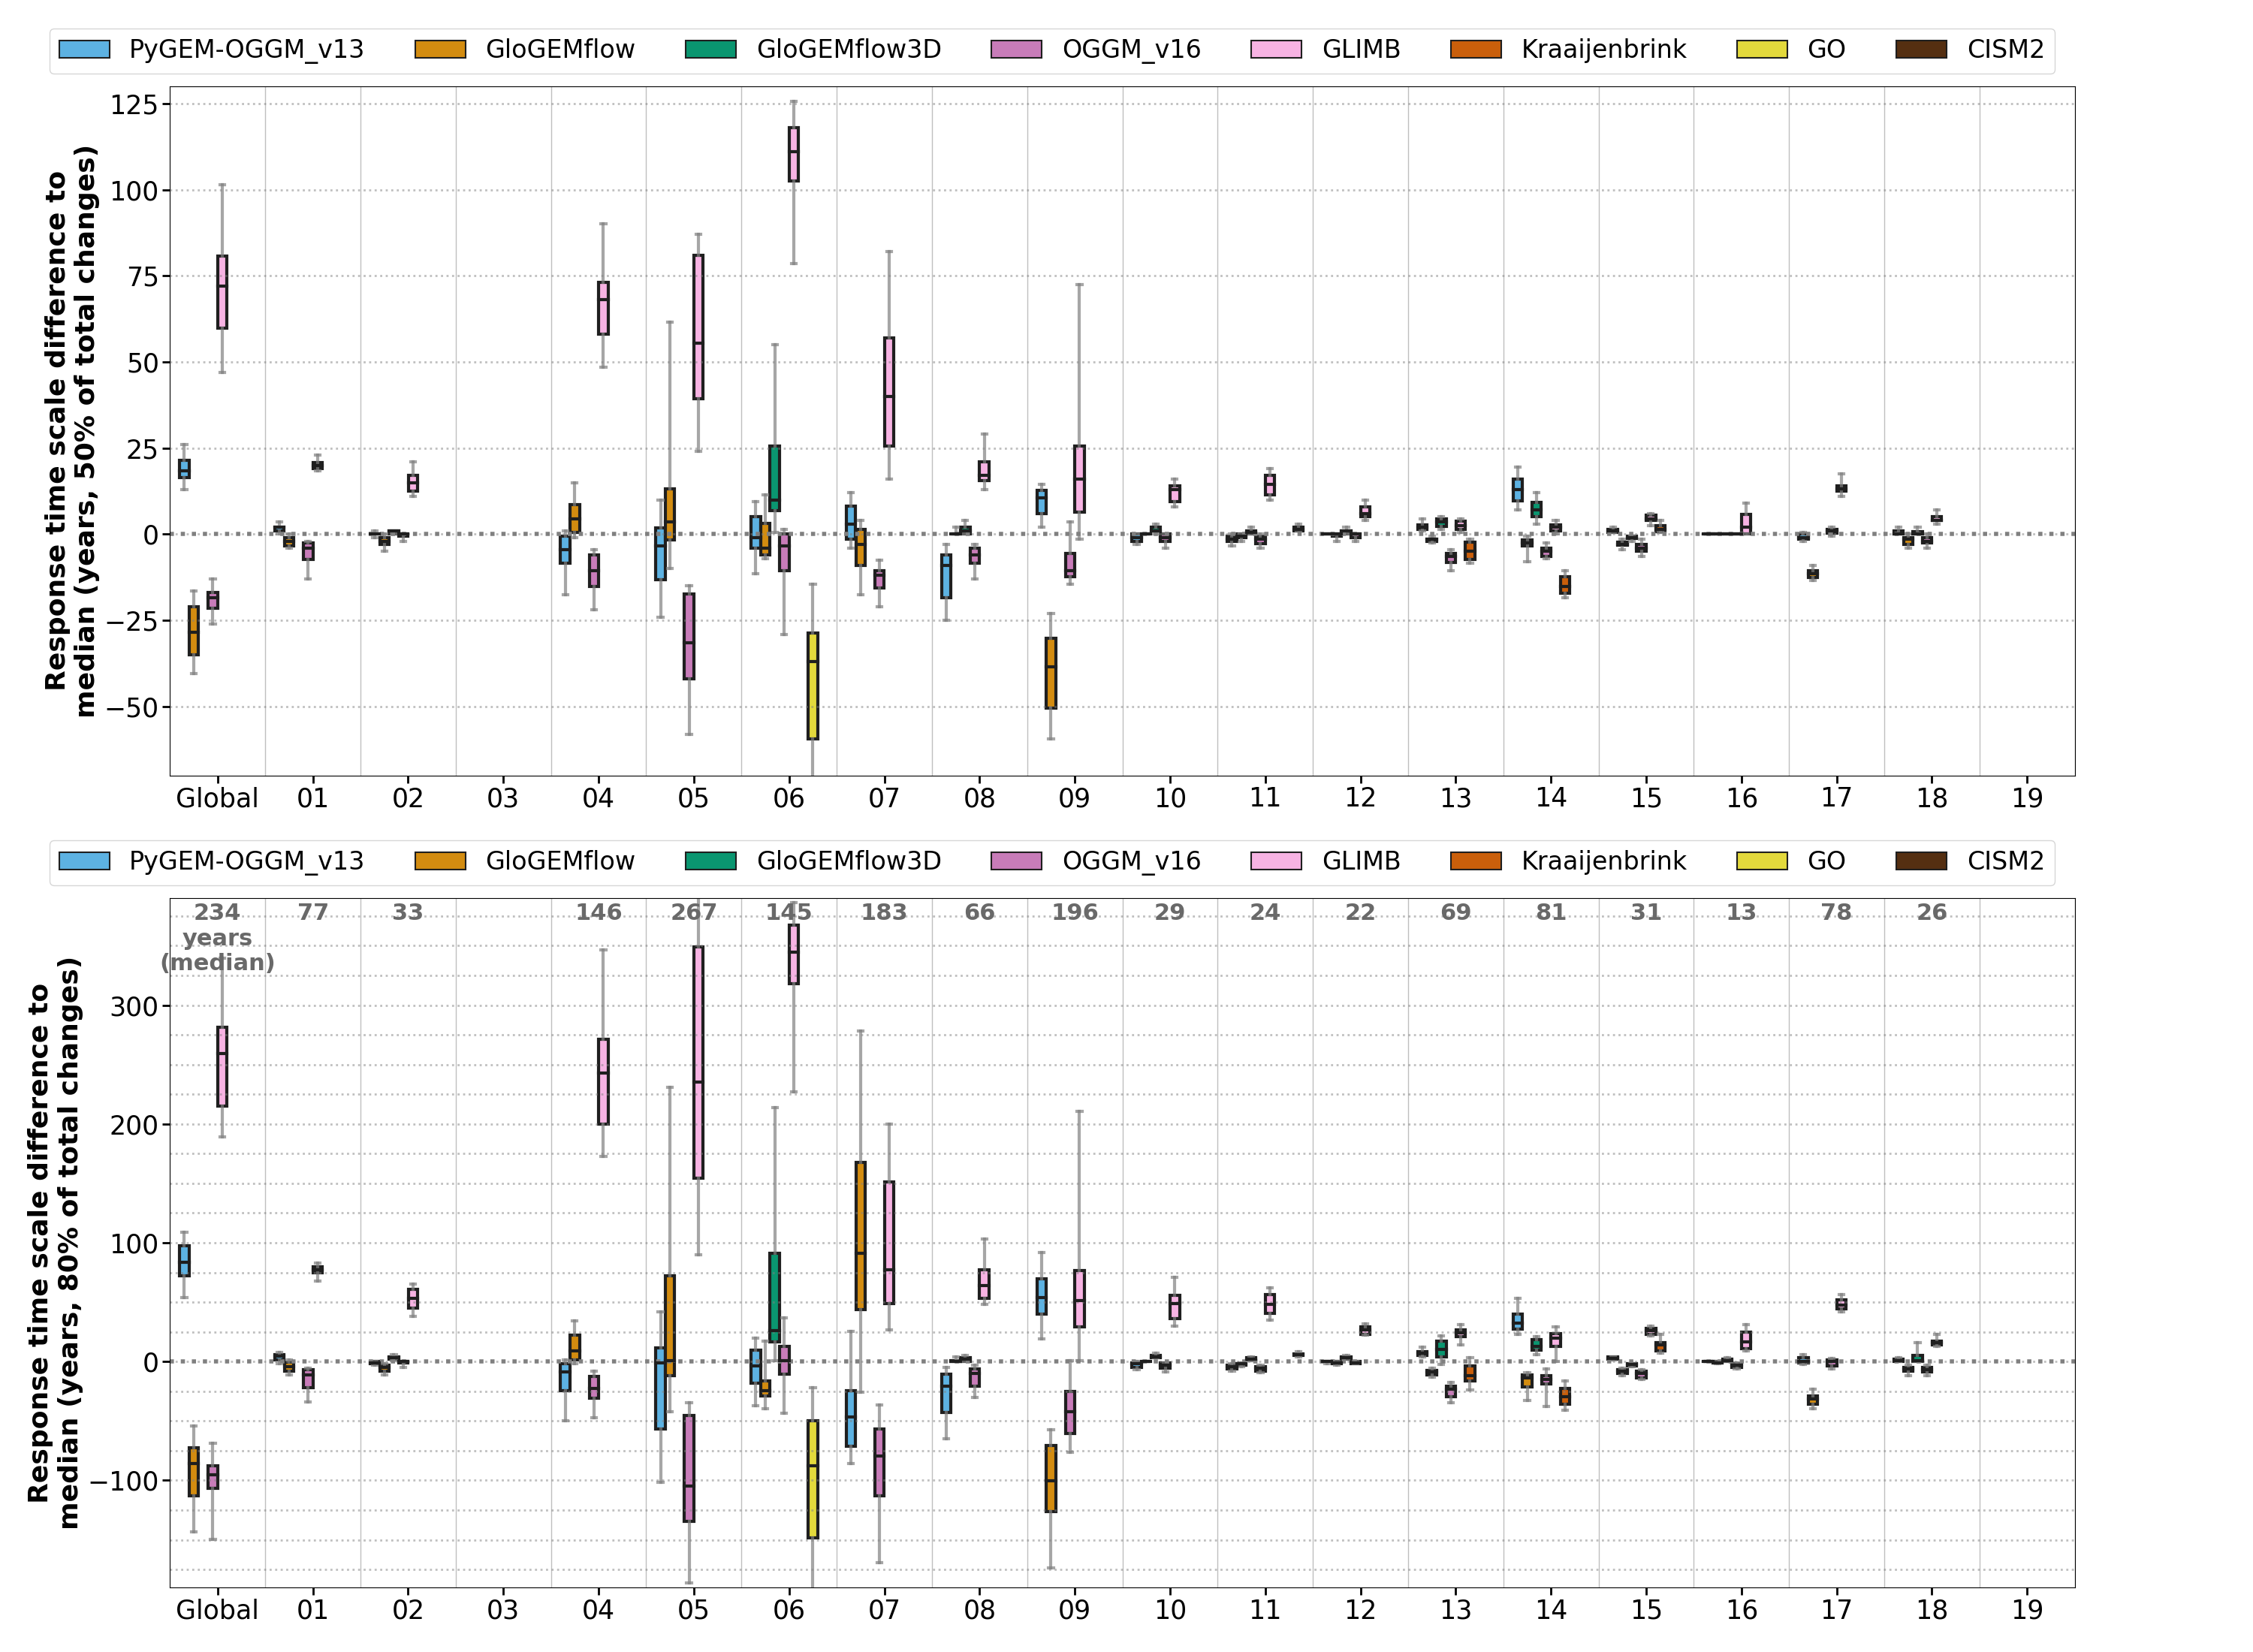 PyGEM-OGGM_v13 GloGEMflow GloGEMflow3D OGGM_v16 GLIMB Kraaijenbrink GO CISM2
Response time scale difference to
median (years, 50% of total changes)
125
100
75
50
25
0
−25
−50
Global 01 02 03 04 05 06 07 08 09 10 11 12 13 14 15 16 17 18 19
PyGEM-OGGM_v13 GloGEMflow GloGEMflow3D OGGM_v16 GLIMB Kraaijenbrink GO CISM2
Response time scale difference to
median (years, 80% of total changes)
234 77 33 146 267 145 183 66 196 29 24 22 69 81 31 13 78 26
years
(median)
300
200
100
0
−100
Global 01 02 03 04 05 06 07 08 09 10 11 12 13 14 15 16 17 18 19